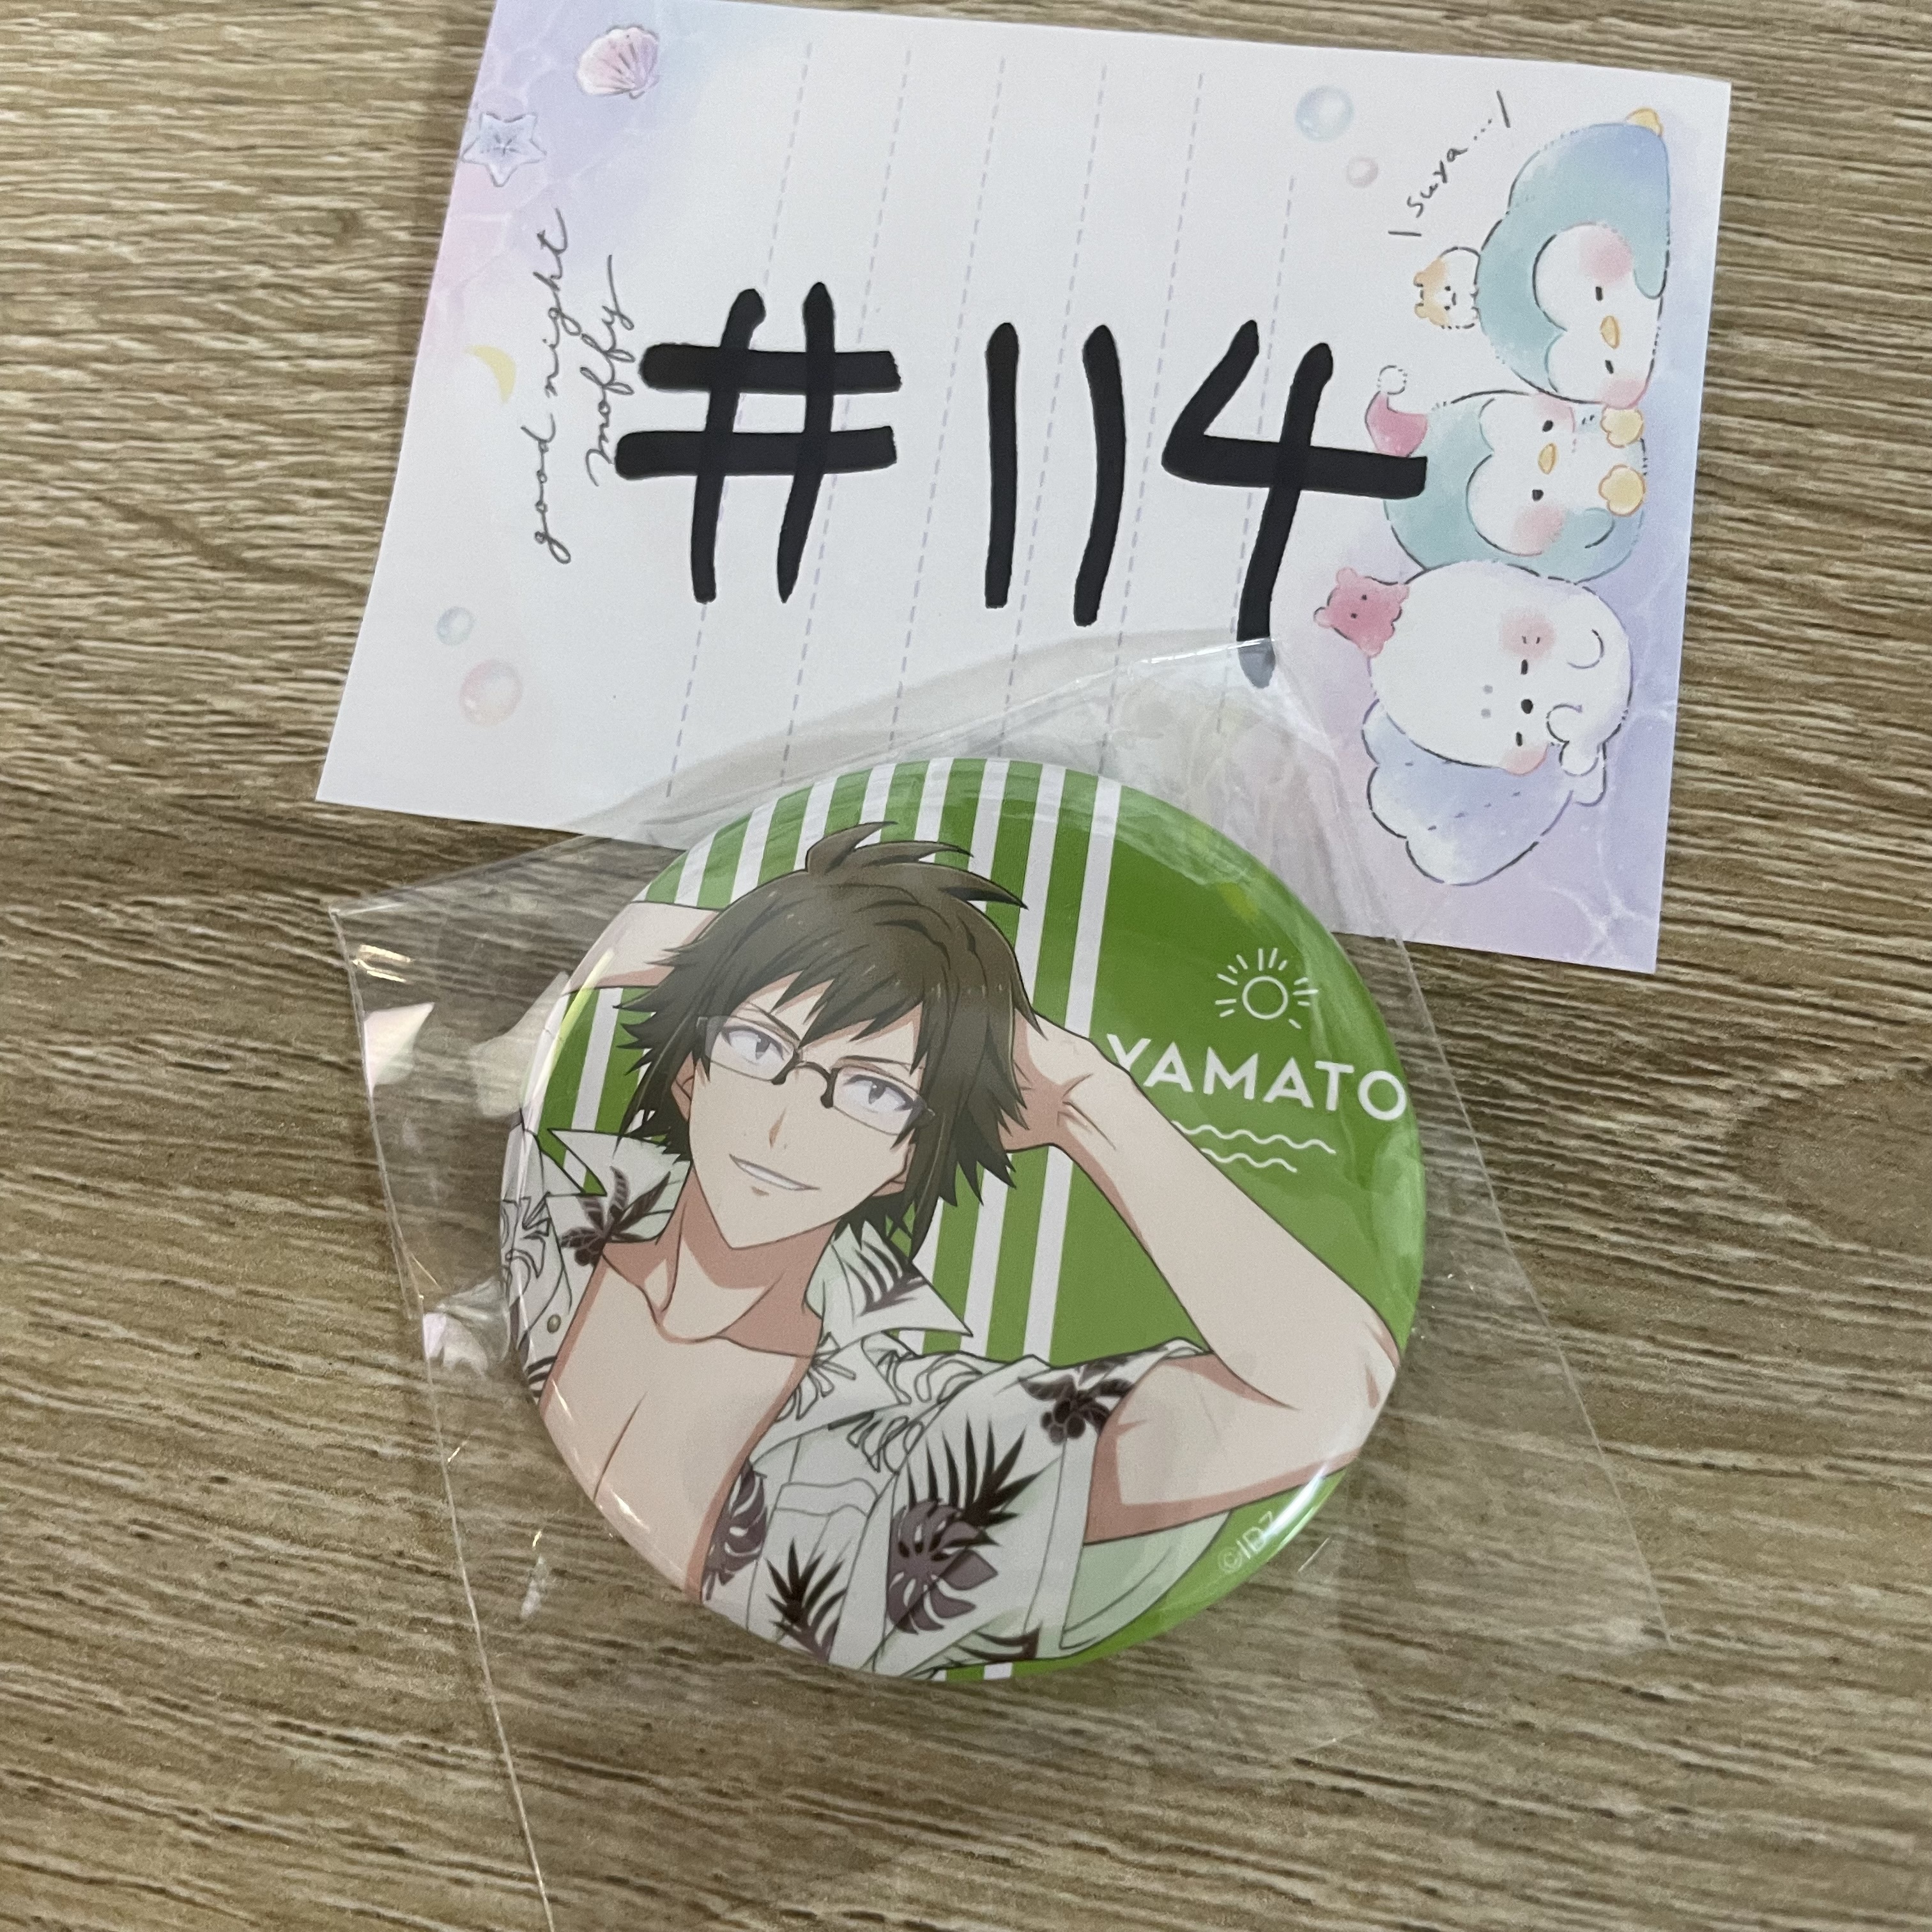 #114
good night
moffy
suya....
YAMATO
©ID7